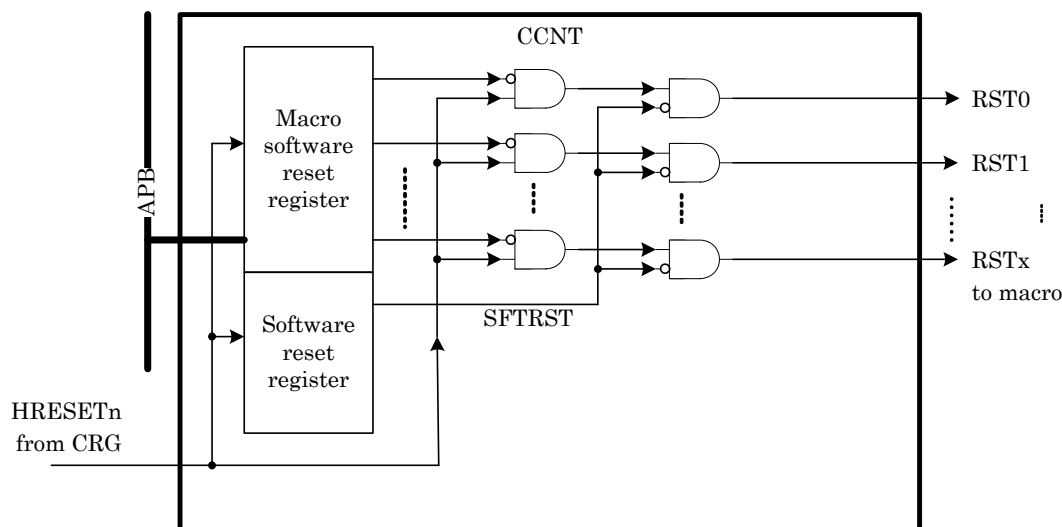 CCNT
APB
Macro
software
reset
register
RST0
RST1
RSTx
to macro
SFTRST
Software
reset
register
HRESETn
from CRG